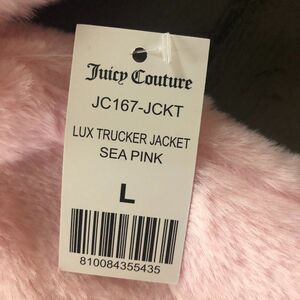 Juicy Couture
JC167-JCKT
LUX TRUCKER JACKET
SEA PINK
L
810084355435